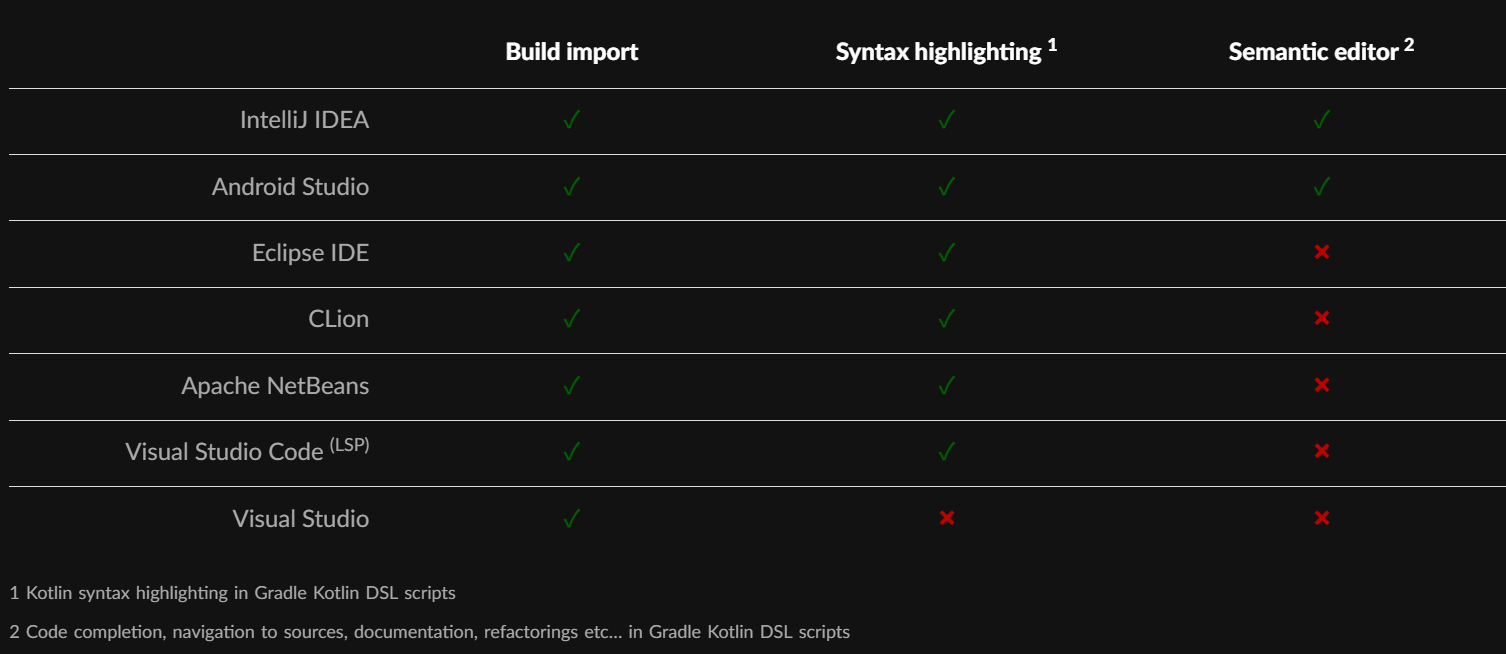 Build import Syntax highlighting 1 Semantic editor 2
IntelliJ IDEA ✓ ✓ ✓
Android Studio ✓ ✓ ✓
Eclipse IDE ✓ ✓ ✖
CLion ✓ ✓ ✖
Apache NetBeans ✓ ✓ ✖
Visual Studio Code (LSP) ✓ ✓ ✖
Visual Studio ✓ ✖ ✖
1 Kotlin syntax highlighting in Gradle Kotlin DSL scripts
2 Code completion, navigation to sources, documentation, refactorings etc... in Gradle Kotlin DSL scripts